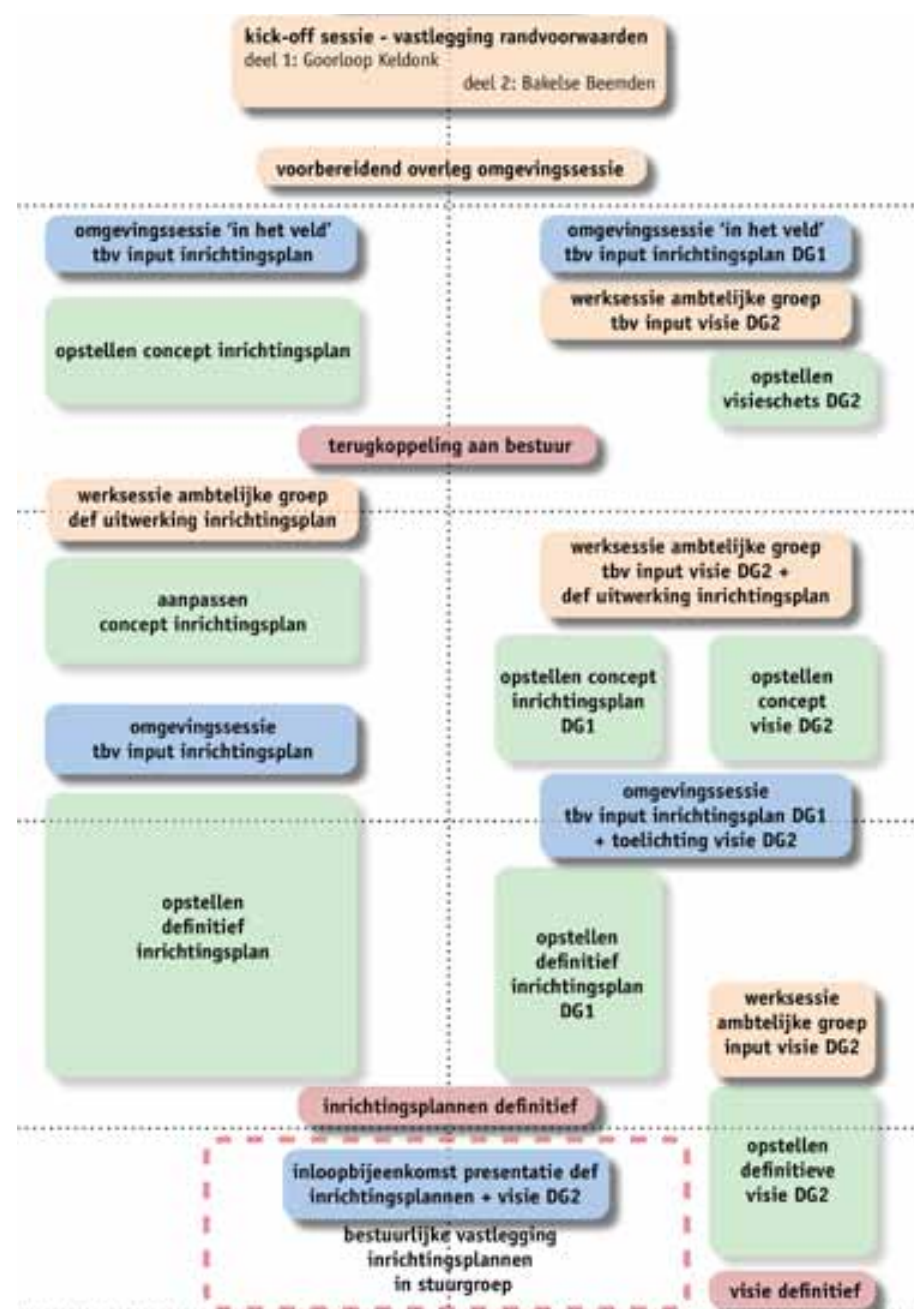 kick-off sessie - vastlegging randvoorwaarden
deel 1: Goorloop Keldonk
deel 2: Bakelse Beemden
voorbereidend overleg omgevingssessie
omgevingssessie 'in het veld'
tbv input inrichtingsplan
opstellen concept inrichtingsplan
omgevingssessie 'in het veld'
tbv input inrichtingsplan DG1
werksessie ambtelijke groep
tbv input visie DG2
opstellen
visieschets DG2
terugkoppeling aan bestuur
werksessie ambtelijke groep
def uitwerking inrichtingsplan
aanpassen
concept inrichtingsplan
omgevingssessie
tbv input inrichtingsplan
werksessie ambtelijke groep
tbv input visie DG2 +
def uitwerking inrichtingsplan
opstellen concept
inrichtingsplan
DG1
opstellen
concept
visie DG2
omgevingssessie
tbv input inrichtingsplan DG1
+ toelichting visie DG2
opstellen
definitief
inrichtingsplan
opstellen
definitief
inrichtingsplan
DG1
werksessie
ambtelijke groep
input visie DG2
inrichtingsplannen definitief
inloopbijeenkomst presentatie def
inrichtingsplannen + visie DG2
bestuurlijke vastlegging
inrichtingsplannen
in stuurgroep
opstellen
definitieve
visie DG2
visie definitief